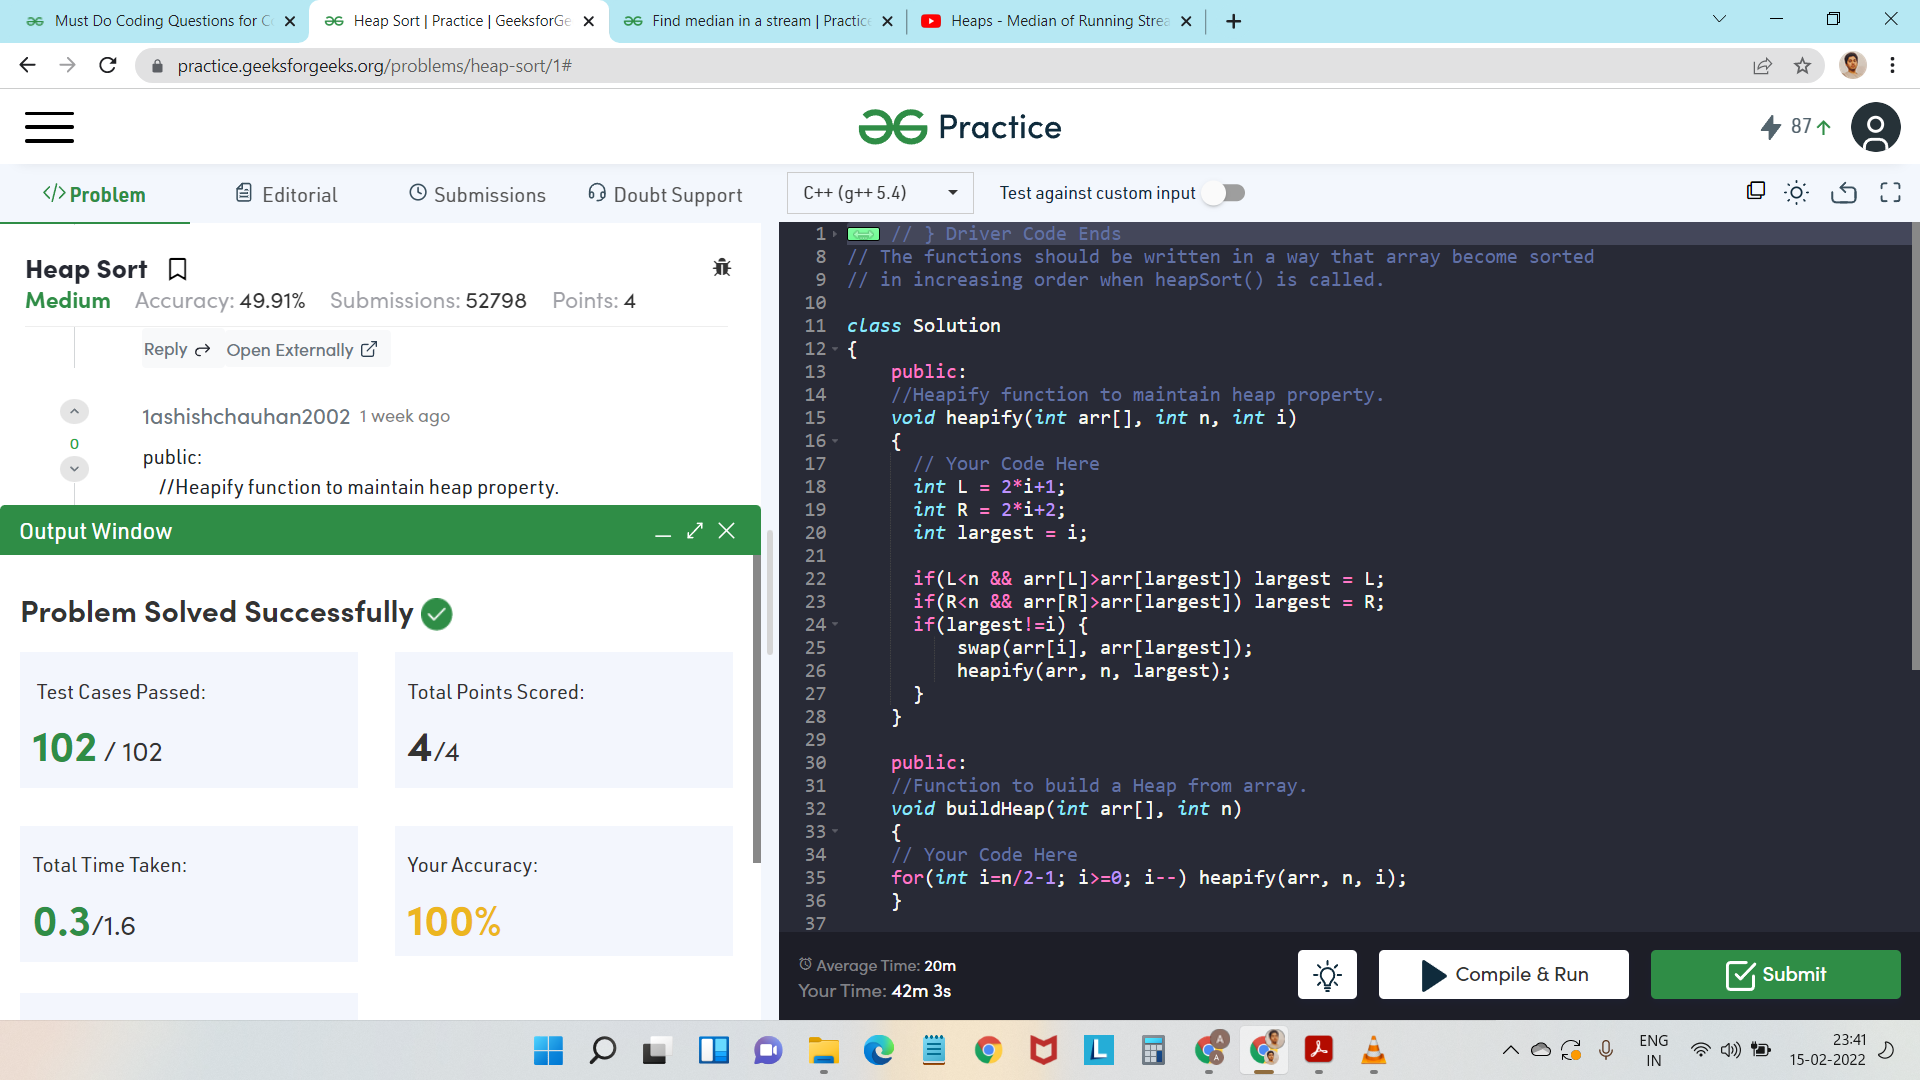 Must Do Coding Questions for Co
Heap Sort | Practice | GeeksforGe
Find median in a stream | Practice
Heaps - Median of Running Strea
practice.geeksforgeeks.org/problems/heap-sort/1#
Practice
87
</>Problem
Editorial
Submissions
Doubt Support
C++ (g++ 5.4)
Test against custom input
Heap Sort
Medium Accuracy: 49.91% Submissions: 52798 Points: 4
Reply Open Externally
1ashishchauhan2002 1 week ago
0
public:
//Heapify function to maintain heap property.
Output Window
Problem Solved Successfully
Test Cases Passed:
102 / 102
Total Points Scored:
4/4
Total Time Taken:
0.3/1.6
Your Accuracy:
100%
1 // } Driver Code Ends
8 // The functions should be written in a way that array become sorted
9 // in increasing order when heapSort() is called.
10
11 class Solution
12 {
13 public:
14 //Heapify function to maintain heap property.
15 void heapify(int arr[], int n, int i)
16 {
17 // Your Code Here
18 int L = 2*i+1;
19 int R = 2*i+2;
20 int largest = i;
21
22 if(L<n && arr[L]>arr[largest]) largest = L;
23 if(R<n && arr[R]>arr[largest]) largest = R;
24 if(largest!=i) {
25 swap(arr[i], arr[largest]);
26 heapify(arr, n, largest);
27 }
28 }
29
30 public:
31 //Function to build a Heap from array.
32 void buildHeap(int arr[], int n)
33 {
34 // Your Code Here
35 for(int i=n/2-1; i>=0; i--) heapify(arr, n, i);
36 }
37
Average Time: 20m
Your Time: 42m 3s
Compile & Run
Submit
ENG
IN
23:41
15-02-2022